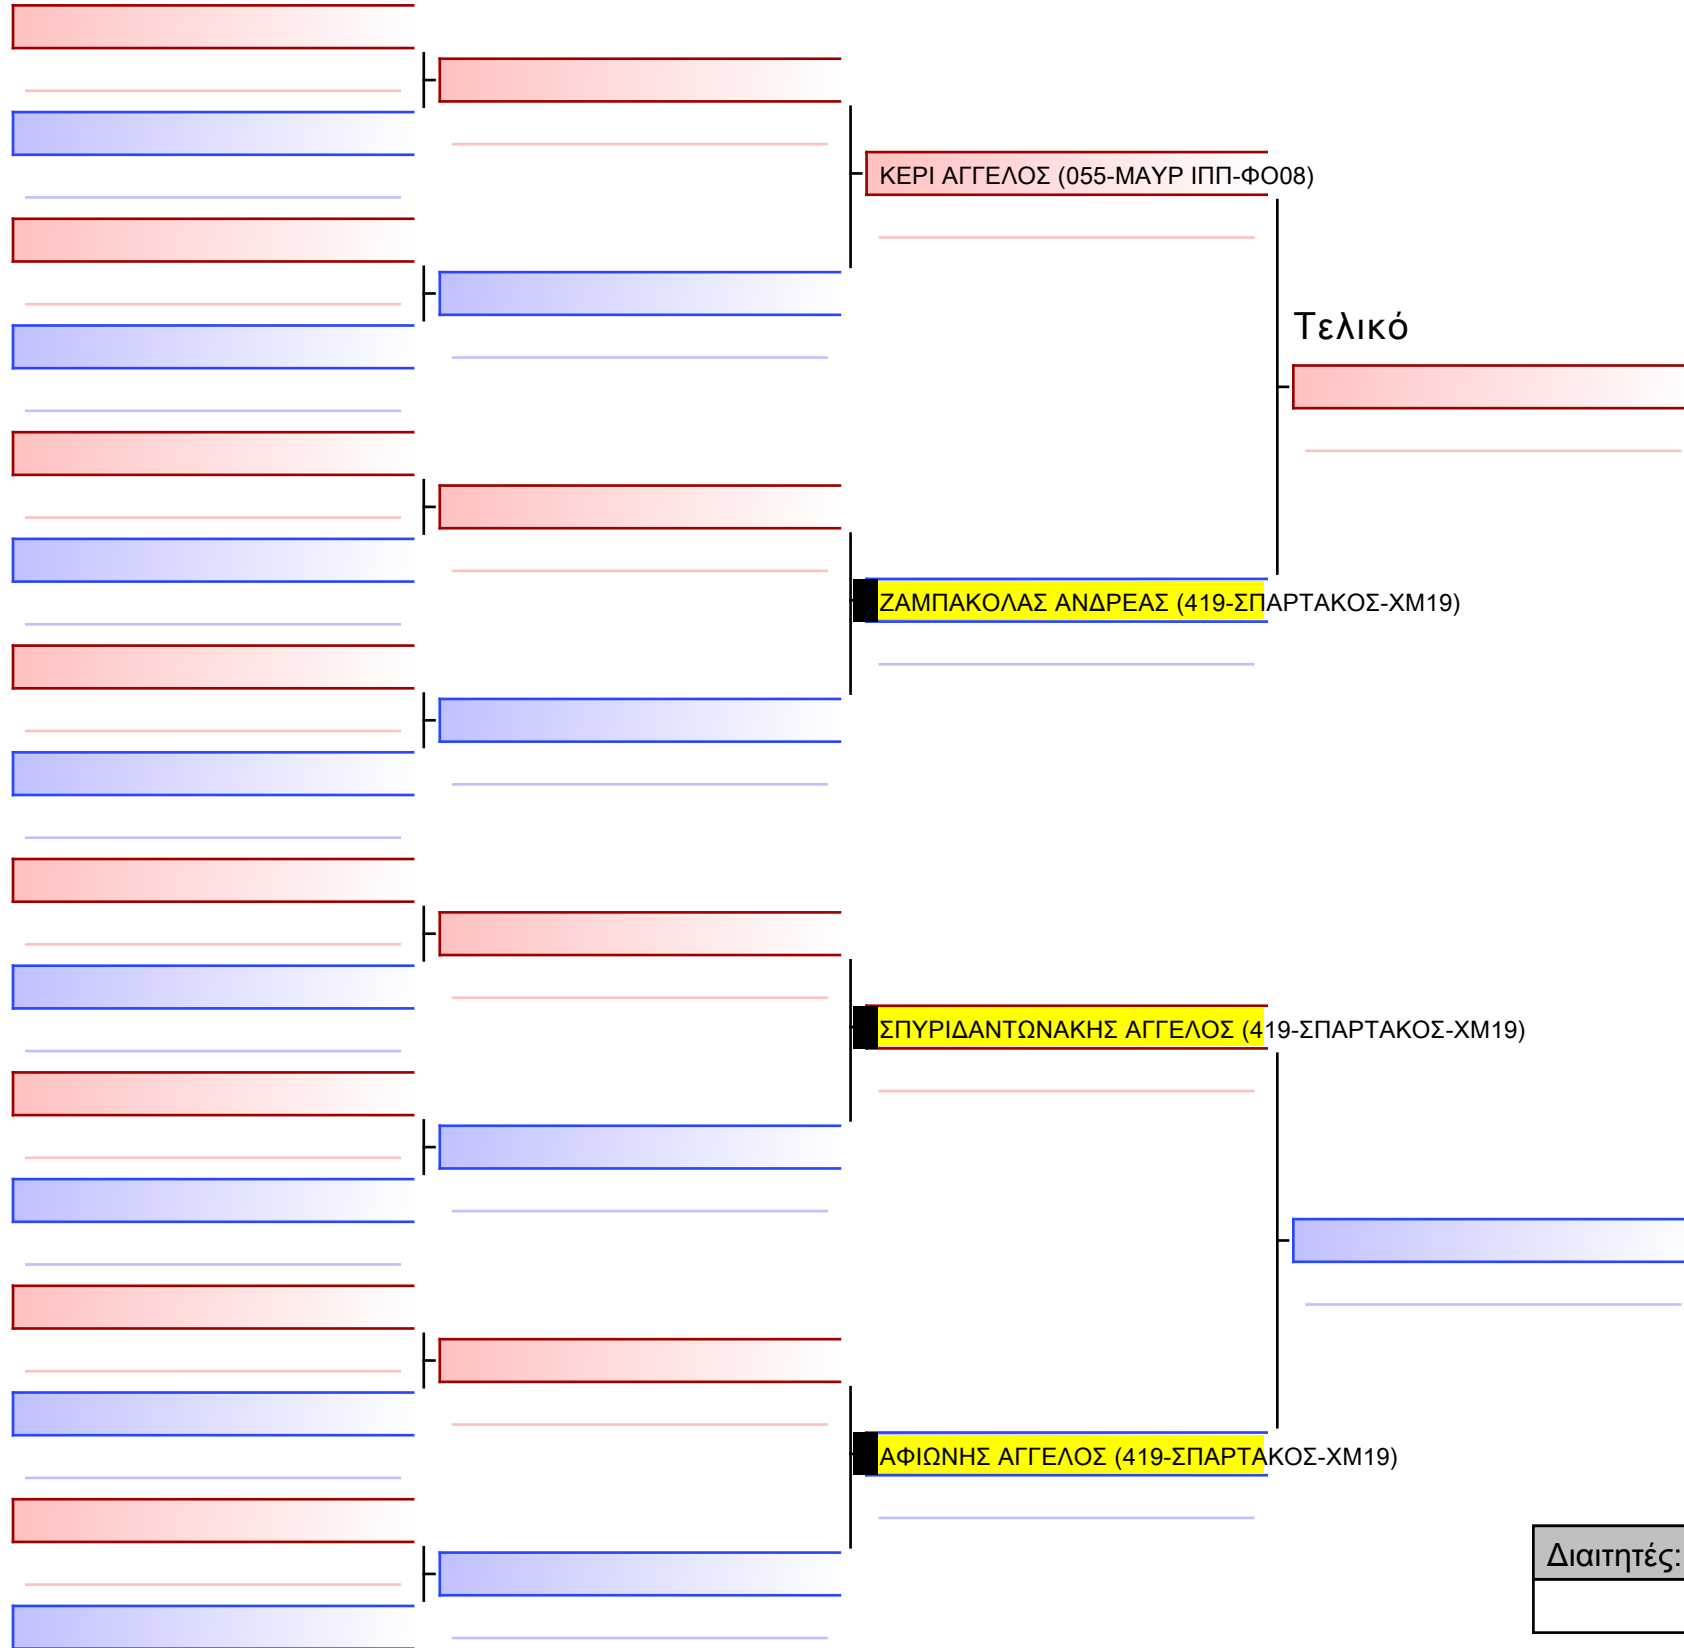 ΚΕΡΙ ΑΓΓΕΛΟΣ (055-ΜΑΥΡ ΙΠΠ-ΦΟ08)
Τελικό
ΖΑΜΠΑΚΟΛΑΣ ΑΝΔΡΕΑΣ (419-ΣΠΑΡΤΑΚΟΣ-ΧΜ19)
ΣΠΥΡΙΔΑΝΤΩΝΑΚΗΣ ΑΓΓΕΛΟΣ (419-ΣΠΑΡΤΑΚΟΣ-ΧΜ19)
ΑΦΙΩΝΗΣ ΑΓΓΕΛΟΣ (419-ΣΠΑΡΤΑΚΟΣ-ΧΜ19)
Διαιτητές: